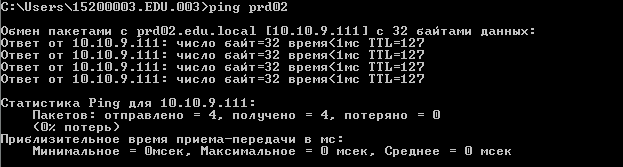 C:\Users\15200003.EDU.003>ping prd02
Обмен пакетами с prd02.edu.local [10.10.9.111] с 32 байтами данных:
Ответ от 10.10.9.111: число байт=32 время<1мс TTL=127
Ответ от 10.10.9.111: число байт=32 время<1мс TTL=127
Ответ от 10.10.9.111: число байт=32 время<1мс TTL=127
Ответ от 10.10.9.111: число байт=32 время<1мс TTL=127
Статистика Ping для 10.10.9.111:
Пакетов: отправлено = 4, получено = 4, потеряно = 0
(0% потерь)
Приблизительное время приема-передачи в мс:
Минимальное = 0мсек, Максимальное = 0 мсек, Среднее = 0 мсек